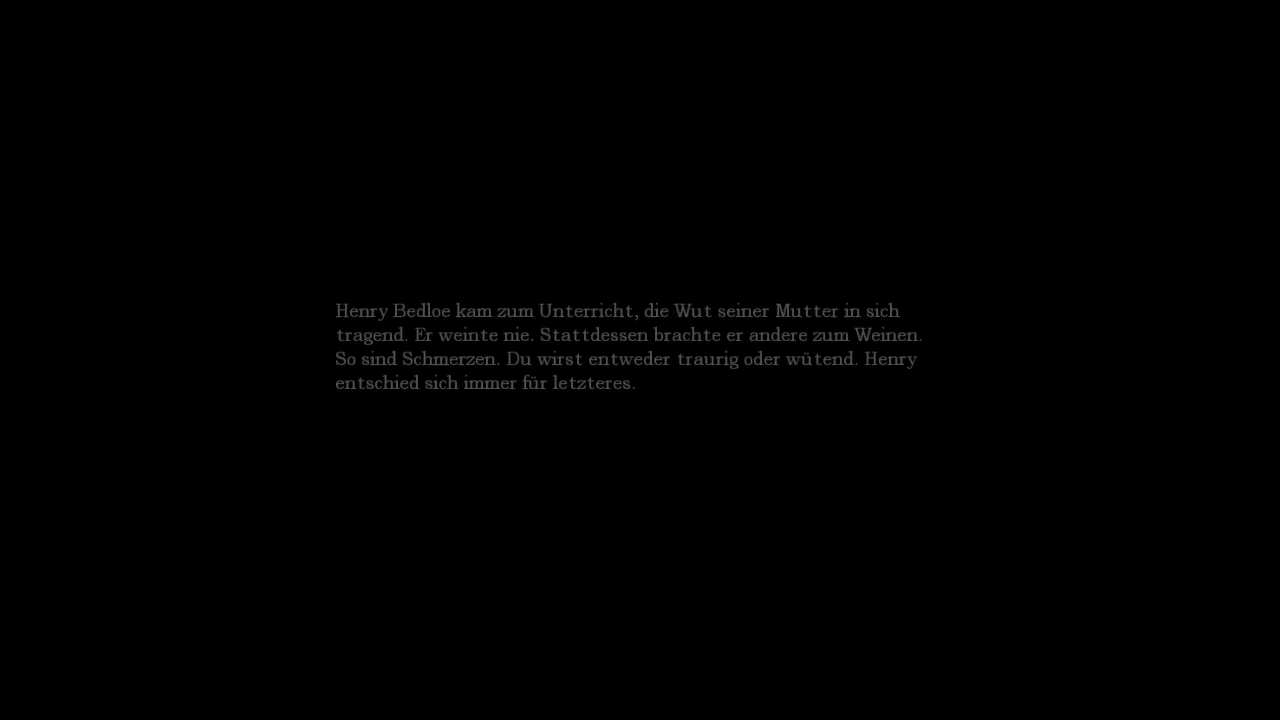 Henry Bedloe kam zum Unterricht, die Wut seiner Mutter in sich
tragend. Er weinte nie. Stattdessen brachte er andere zum Weinen.
So sind Schmerzen. Du wirst entweder traurig oder wütend. Henry
entschied sich immer für letzteres.